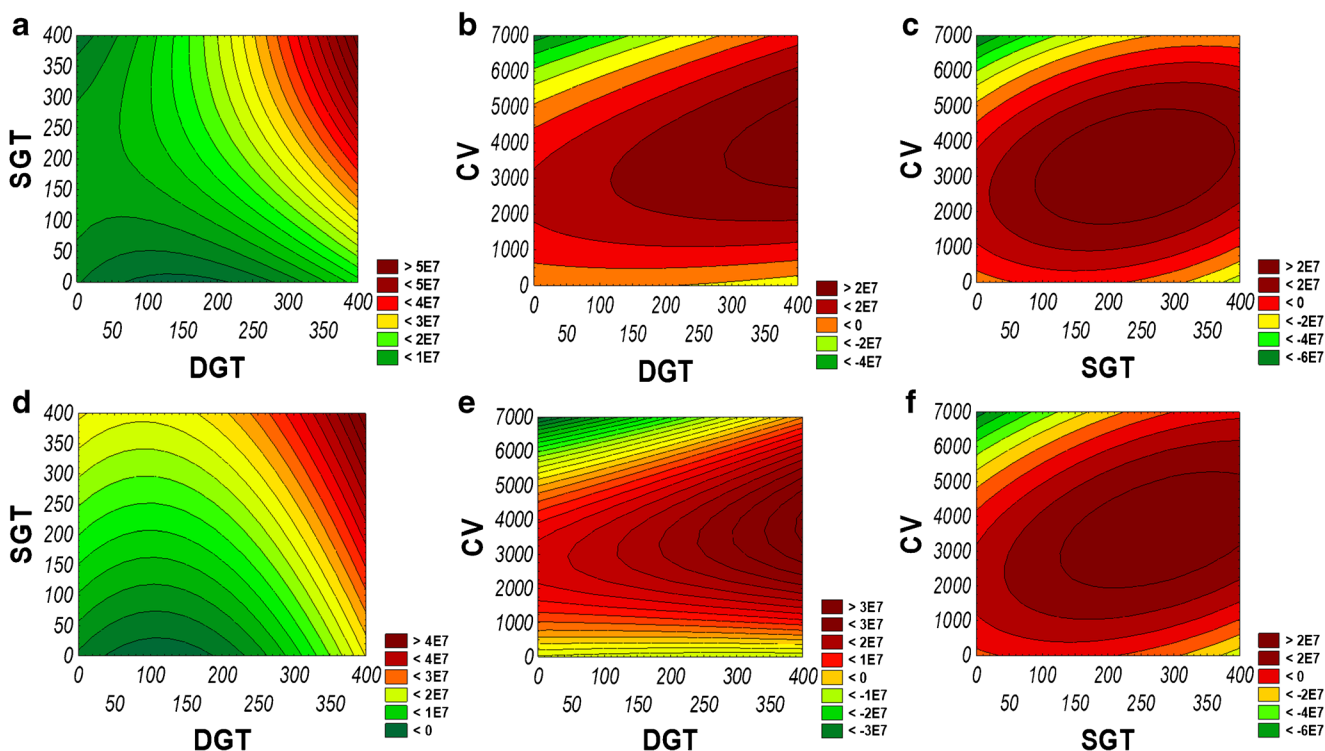 a
400
350
300
250
200
150
100
50
0
SGT
0 100 200 300 400
50 150 250 350
DGT
> 5E7
< 5E7
< 4E7
< 3E7
< 2E7
< 1E7
b
7000
6000
5000
4000
3000
2000
1000
0
CV
0 100 200 300 400
50 150 250 350
DGT
> 2E7
< 2E7
< 0
< -2E7
< -4E7
c
7000
6000
5000
4000
3000
2000
1000
0
CV
0 100 200 300 400
50 150 250 350
SGT
> 2E7
< 2E7
< 0
< -2E7
< -4E7
< -6E7
d
400
350
300
250
200
150
100
50
0
SGT
0 100 200 300 400
50 150 250 350
DGT
> 4E7
< 4E7
< 3E7
< 2E7
< 1E7
< 0
e
7000
6000
5000
4000
3000
2000
1000
0
CV
0 100 200 300 400
50 150 250 350
DGT
> 3E7
< 3E7
< 2E7
< 1E7
< 0
< -1E7
< -2E7
< -3E7
f
7000
6000
5000
4000
3000
2000
1000
0
CV
0 100 200 300 400
50 150 250 350
SGT
> 2E7
< 2E7
< 0
< -2E7
< -4E7
< -6E7